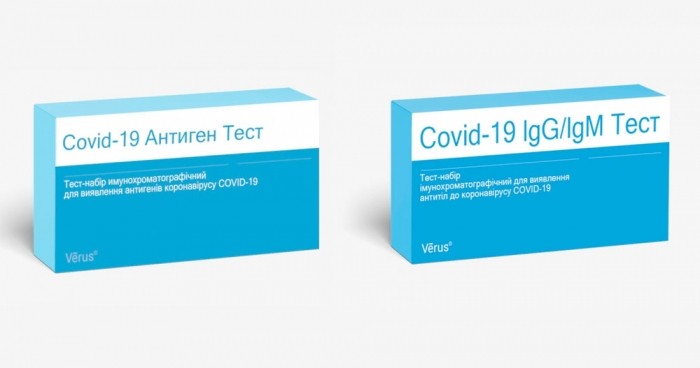 Covid-19 Антиген Тест
Тест-набір имунохроматографічний
для виявлення антигенів коронавірусу COVID-19
Vērus®
Covid-19 IgG/IgM Тест
Тест-набір
імунохроматографічний для виявлення
антитіл до коронавірусу COVID-19
Vērus®